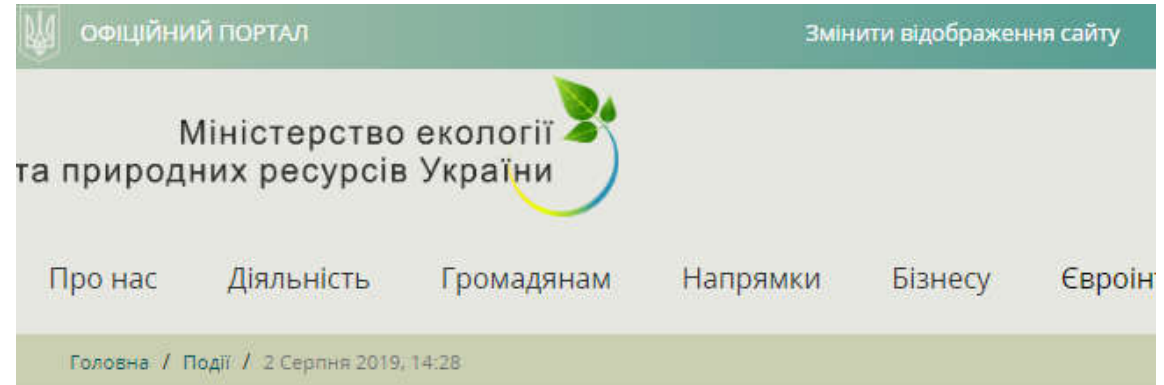 ОФІЦІЙНИЙ ПОРТАЛ Змінити відображення сайту
Міністерство екології
та природних ресурсів України
Про нас Діяльність Громадянам Напрямки Бізнесу Євроінт
Головна / Події / 2 Серпня 2019, 14:28